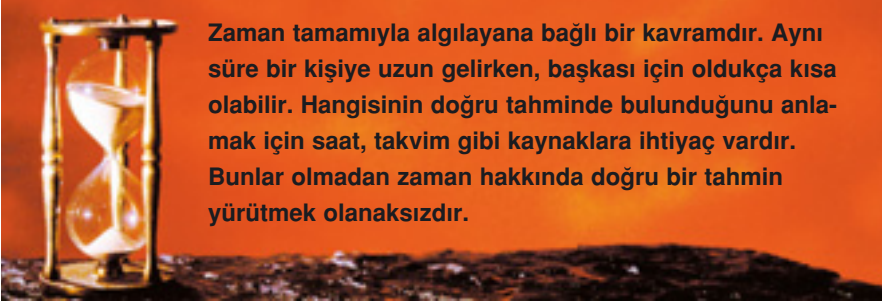 Zaman tamamıyla algılayana bağlı bir kavramdır. Aynı
süre bir kişiye uzun gelirken, başkası için oldukça kısa
olabilir. Hangisinin doğru tahminde bulunduğunu anla-
mak için saat, takvim gibi kaynaklara ihtiyaç vardır.
Bunlar olmadan zaman hakkında doğru bir tahmin
yürütmek olanaksızdır.